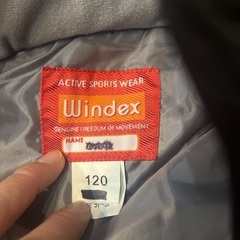 ACTIVE SPORTS WEAR
Windex
GENUINE FREEDOM OF MOVEMENT
NAME
120